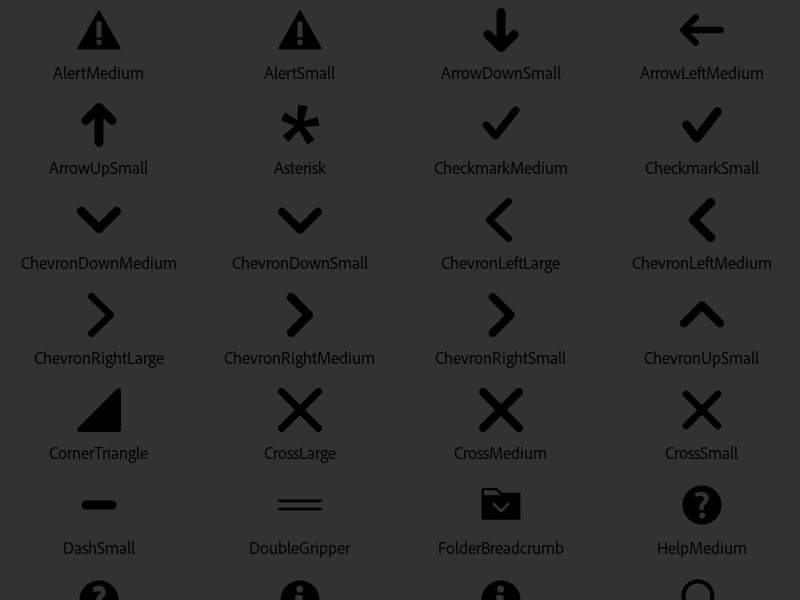 AlertMedium
AlertSmall
ArrowDownSmall
ArrowLeftMedium
ArrowUpSmall
Asterisk
CheckmarkMedium
CheckmarkSmall
ChevronDownMedium
ChevronDownSmall
ChevronLeftLarge
ChevronLeftMedium
ChevronRightLarge
ChevronRightMedium
ChevronRightSmall
ChevronUpSmall
CornerTriangle
CrossLarge
CrossMedium
CrossSmall
DashSmall
DoubleGripper
FolderBreadcrumb
HelpMedium